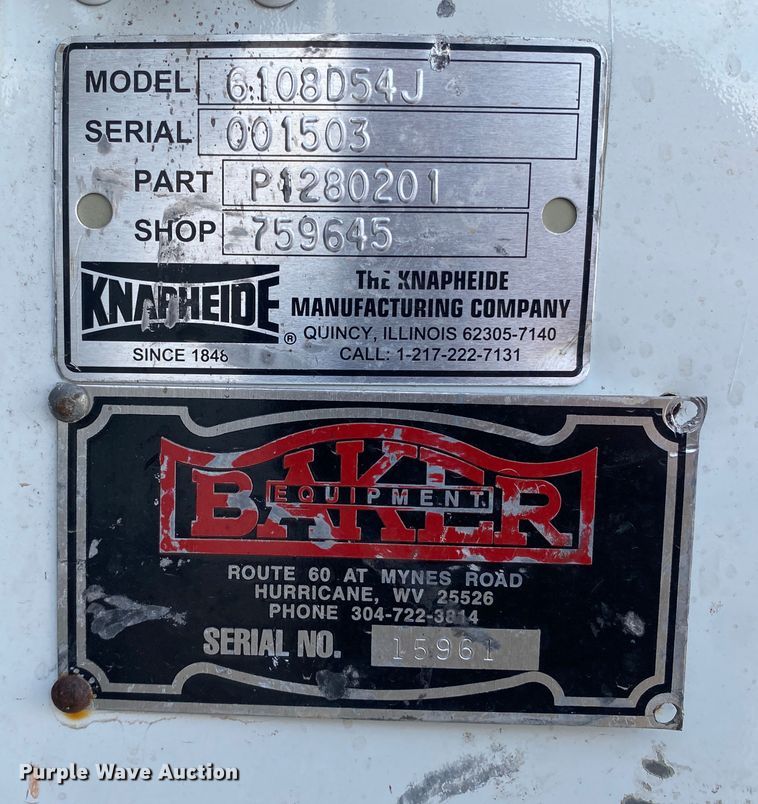 MODEL 6108D54J
SERIAL 001503
PART P1280201
SHOP 759645
KNAPHEIDE ®
SINCE 1848
THE KNAPHEIDE
MANUFACTURING COMPANY
QUINCY, ILLINOIS 62305-7140
CALL: 1-217-222-7131
BAKER
EQUIPMENT
ROUTE 60 AT MYNES ROAD
HURRICANE, WV 25526
PHONE 304-722-3814
SERIAL NO. 15961
Purple Wave Auction